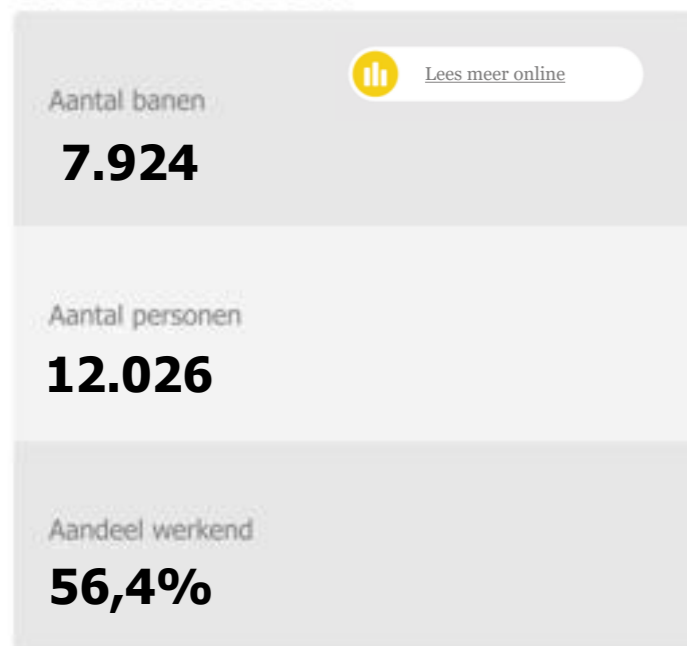 Lees meer online
Aantal banen
7.924
Aantal personen
12.026
Aandeel werkend
56,4%